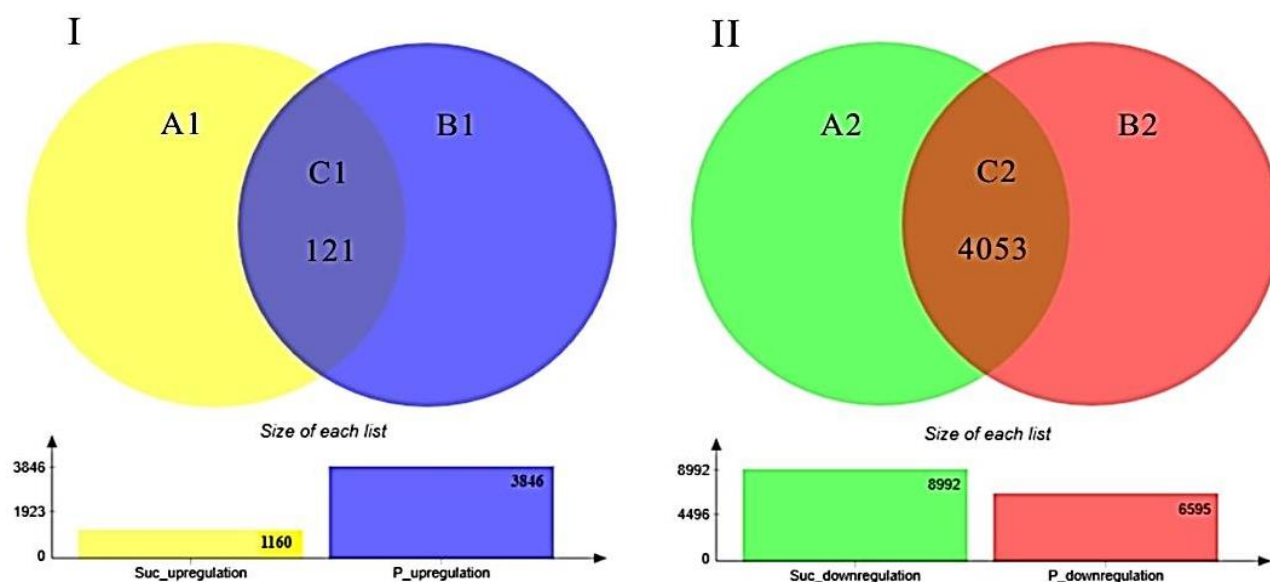 I
A1
B1
C1
121
Size of each list
3846
1923
0
1160
3846
Suc_upregulation
P_upregulation
II
A2
B2
C2
4053
Size of each list
8992
4496
0
8992
6595
Suc_downregulation
P_downregulation